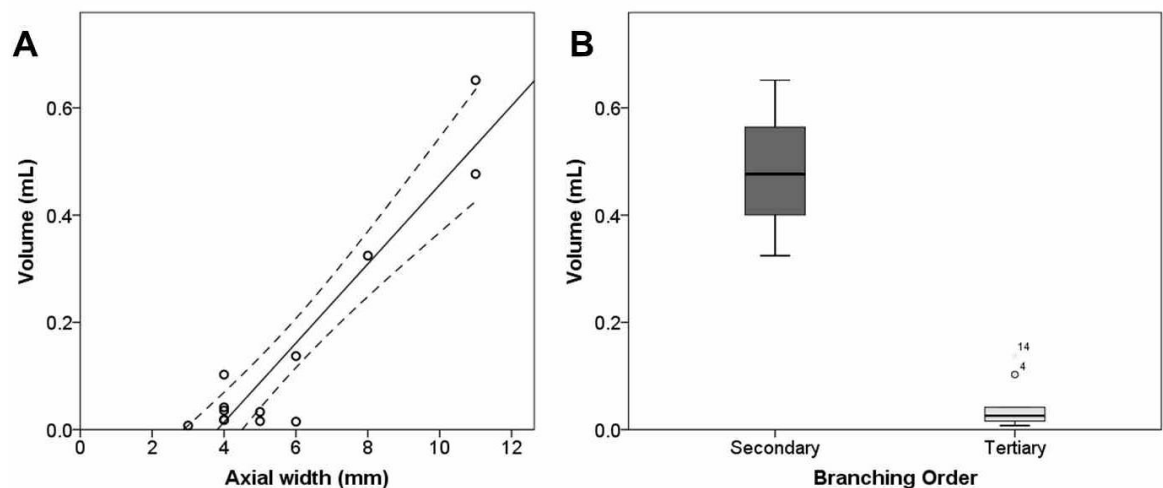 A
Volume (mL)
0.6
0.4
0.2
0.0
0 2 4 6 8 10 12
Axial width (mm)
B
Volume (mL)
0.6
0.4
0.2
0.0
14
4
Secondary Tertiary
Branching Order